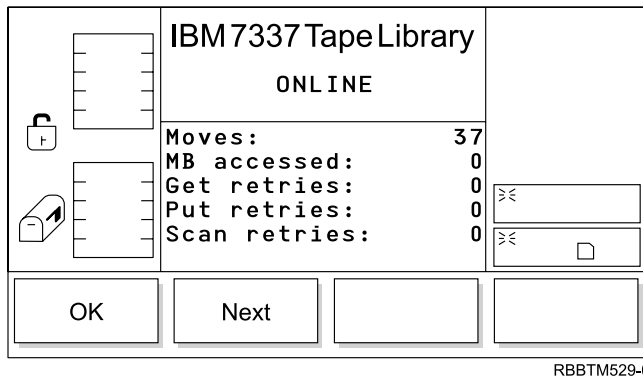 IBM 7337 Tape Library
ONLINE
Moves: 37
MB accessed: 0
Get retries: 0
Put retries: 0
Scan retries: 0
OK
Next
RBBTM529-